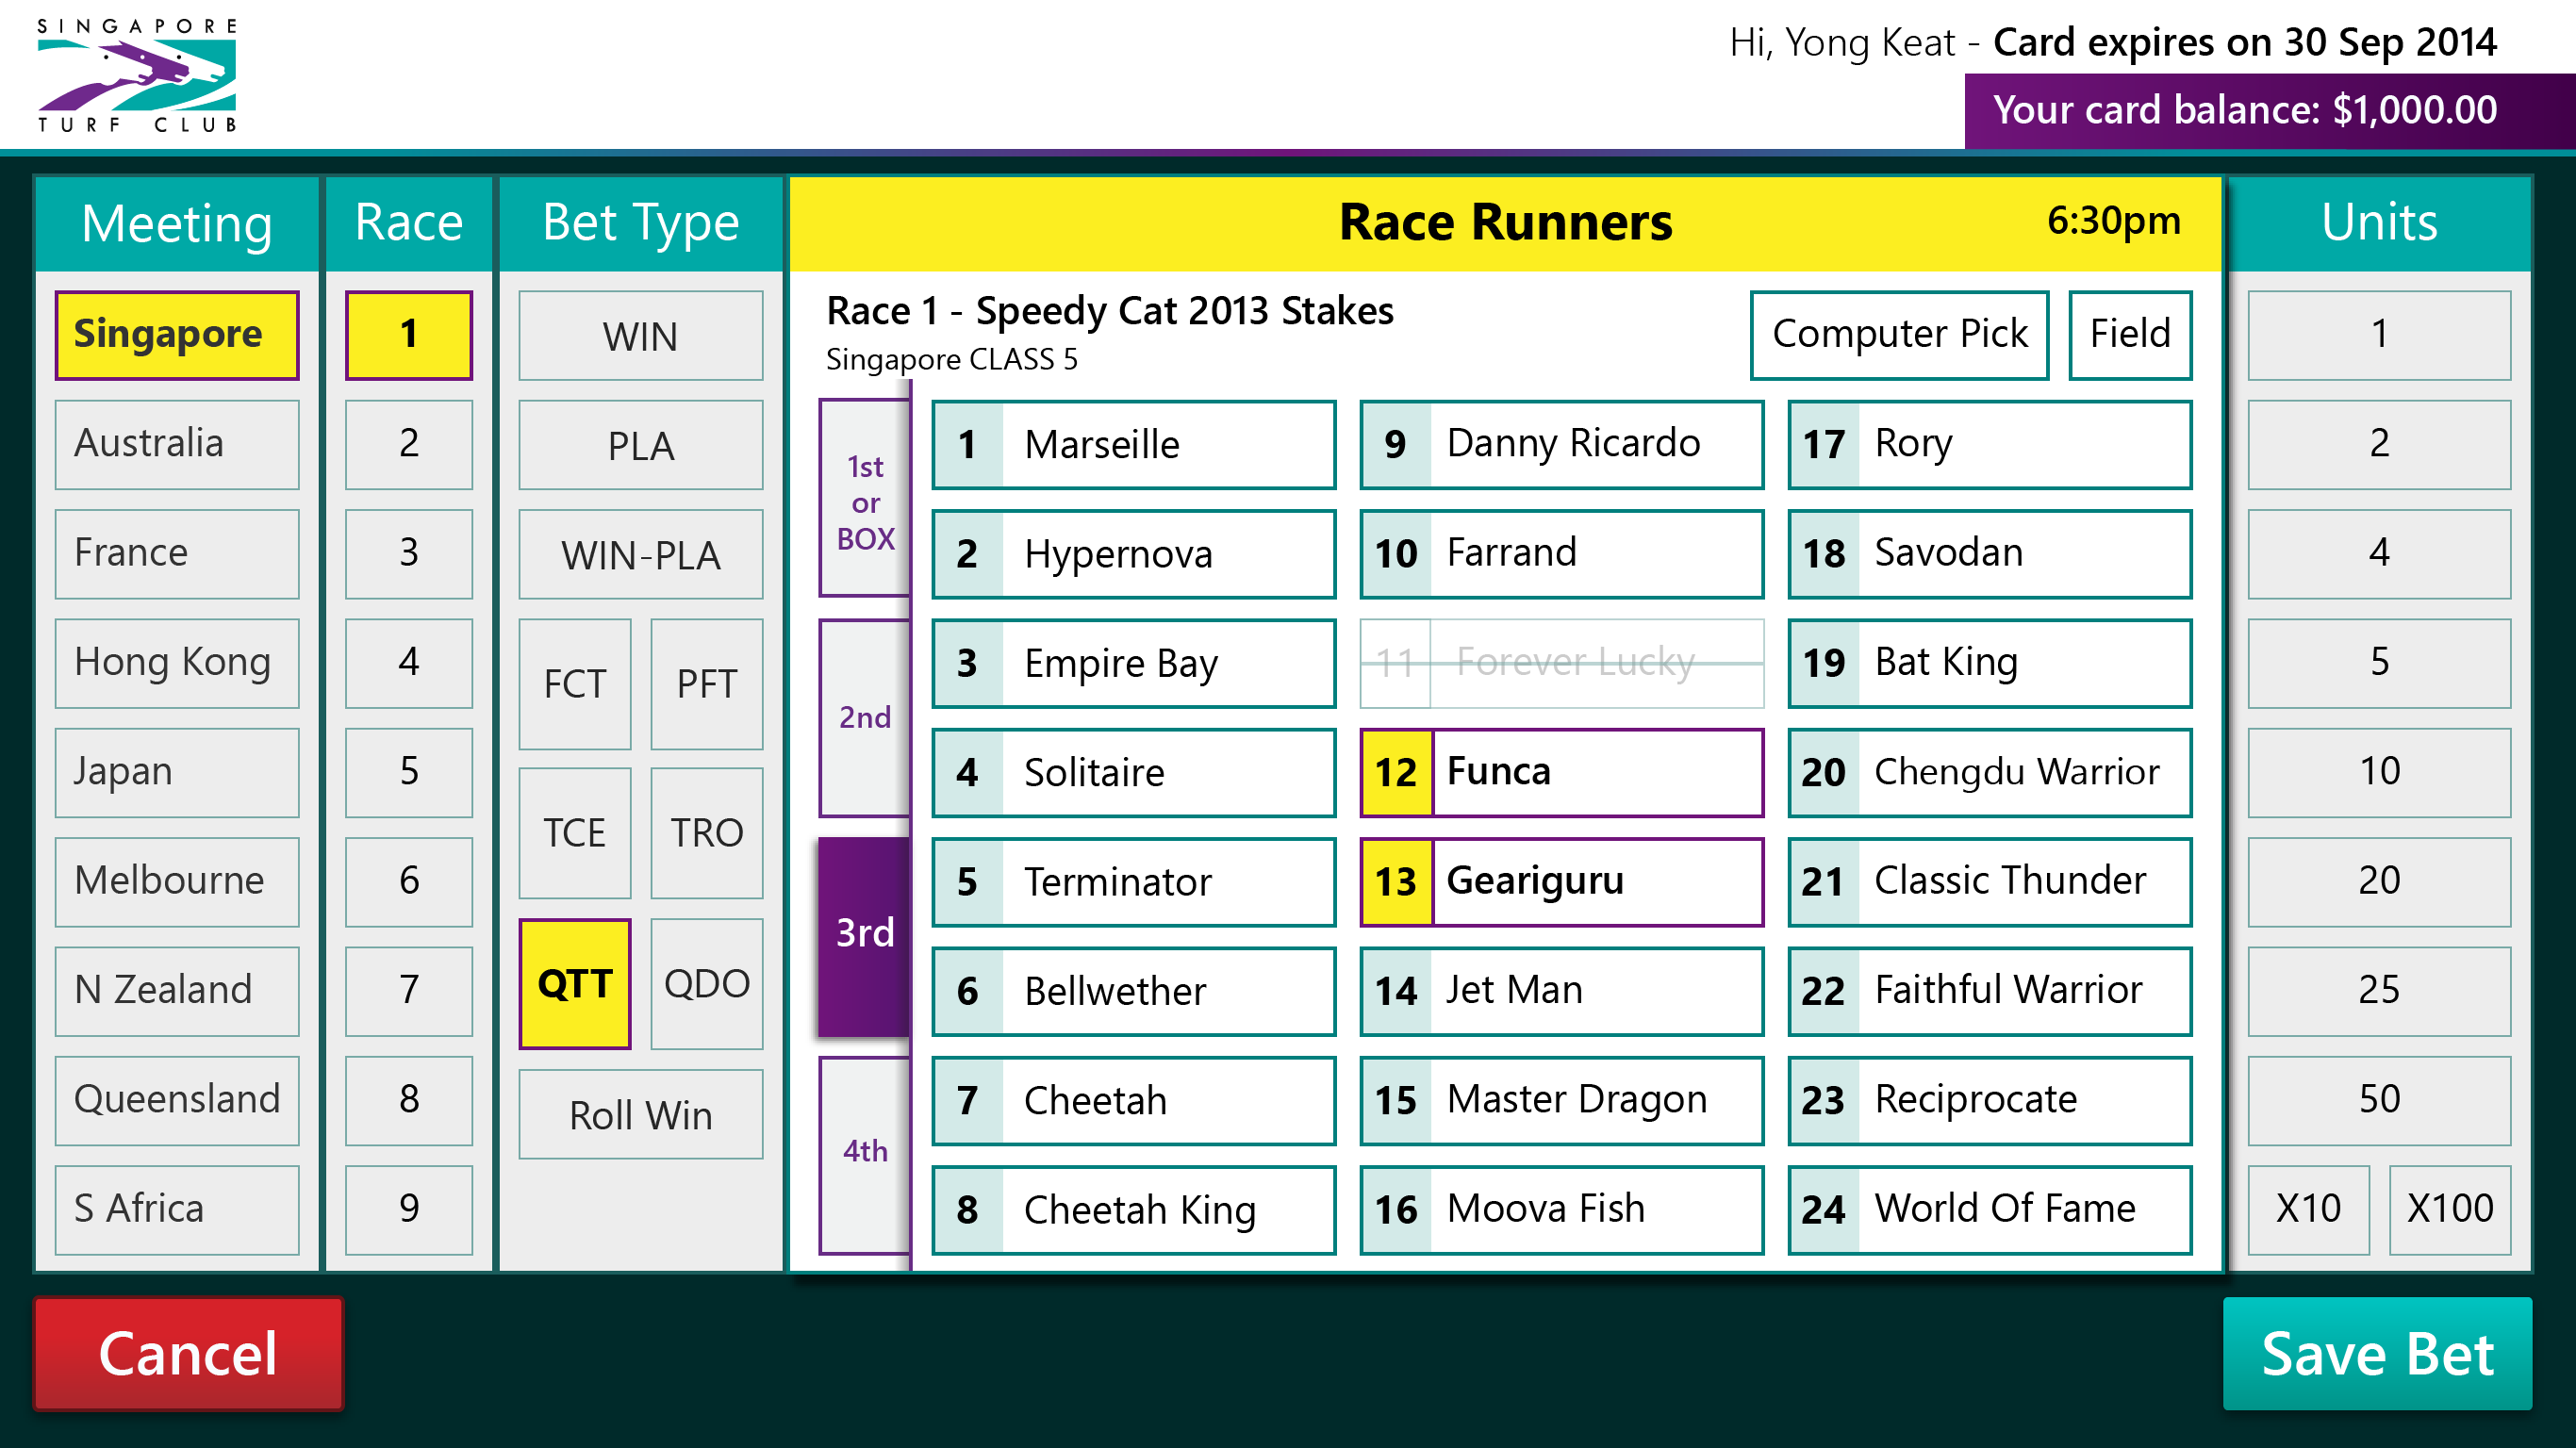 SINGAPORE
TURF CLUB
Hi, Yong Keat - Card expires on 30 Sep 2014
Your card balance: $1,000.00
Meeting
Singapore
Australia
France
Hong Kong
Japan
Melbourne
N Zealand
Queensland
S Africa
Race
1
2
3
4
5
6
7
8
9
Bet Type
WIN
PLA
WIN-PLA
FCT PFT
TCE TRO
QTT QDO
Roll Win
Race Runners 6:30pm
Race 1 - Speedy Cat 2013 Stakes
Singapore CLASS 5
Computer Pick Field
1st
or
BOX
2nd
3rd
4th
1 Marseille
2 Hypernova
3 Empire Bay
4 Solitaire
5 Terminator
6 Bellwether
7 Cheetah
8 Cheetah King
9 Danny Ricardo
10 Farrand
11 Forever Lucky
12 Funca
13 Geariguru
14 Jet Man
15 Master Dragon
16 Moova Fish
17 Rory
18 Savodan
19 Bat King
20 Chengdu Warrior
21 Classic Thunder
22 Faithful Warrior
23 Reciprocate
24 World Of Fame
Units
1
2
4
5
10
20
25
50
X10 X100
Cancel
Save Bet